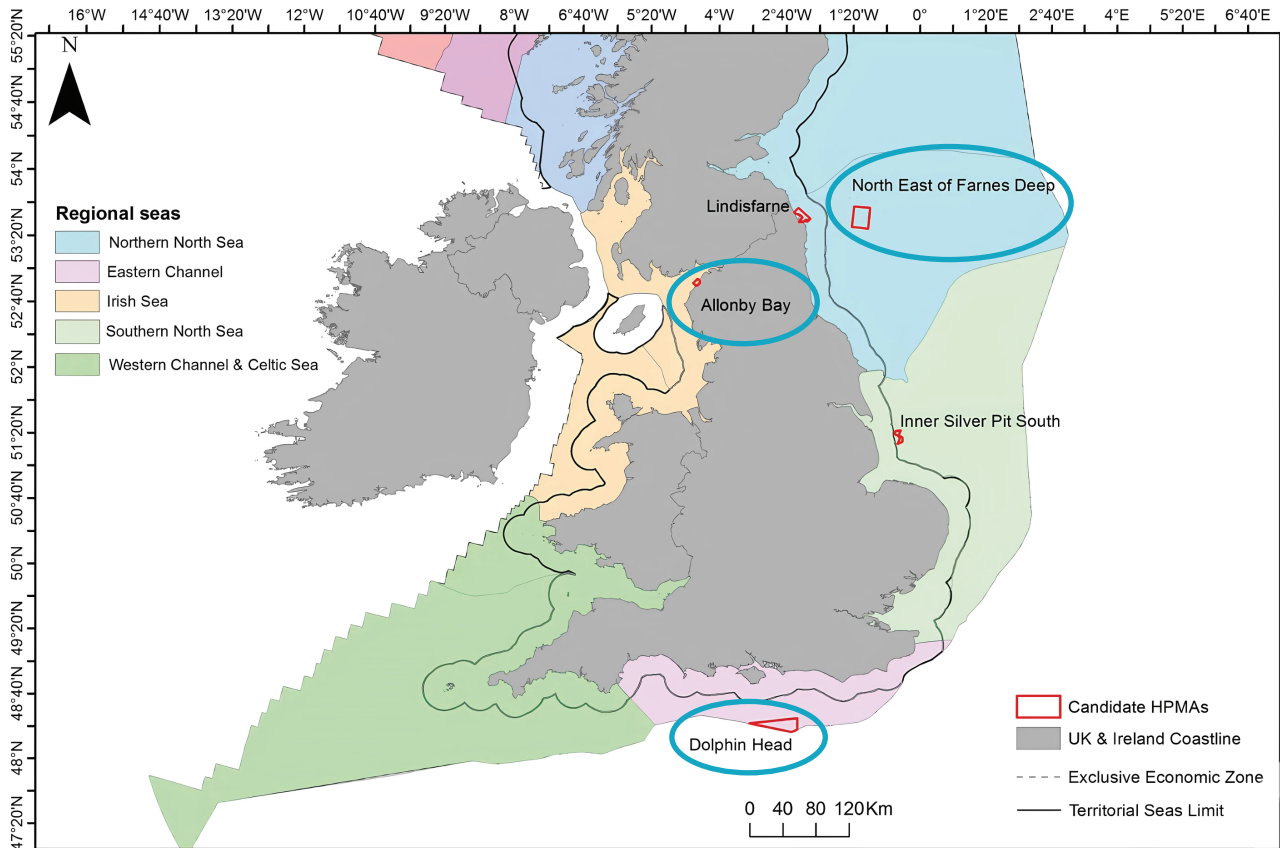 16°W 14°40'W 13°20'W 12°W 10°40'W 9°20'W 8°W 6°40'W 5°20'W 4°W 2°40'W 1°20'W 0° 1°20'E 2°40'E 4°E 5°20'E 6°40'E
55°20'N
54°40'N
54°N
53°20'N
52°40'N
52°N
51°20'N
50°40'N
50°N
49°20'N
48°40'N
48°N
47°20'N
N
North East of Farnes Deep
Lindisfarne
Regional seas
Northern North Sea
Eastern Channel
Irish Sea
Southern North Sea
Western Channel & Celtic Sea
Allonby Bay
Inner Silver Pit South
Dolphin Head
Candidate HPMAs
UK & Ireland Coastline
Exclusive Economic Zone
Territorial Seas Limit
0 40 80 120Km